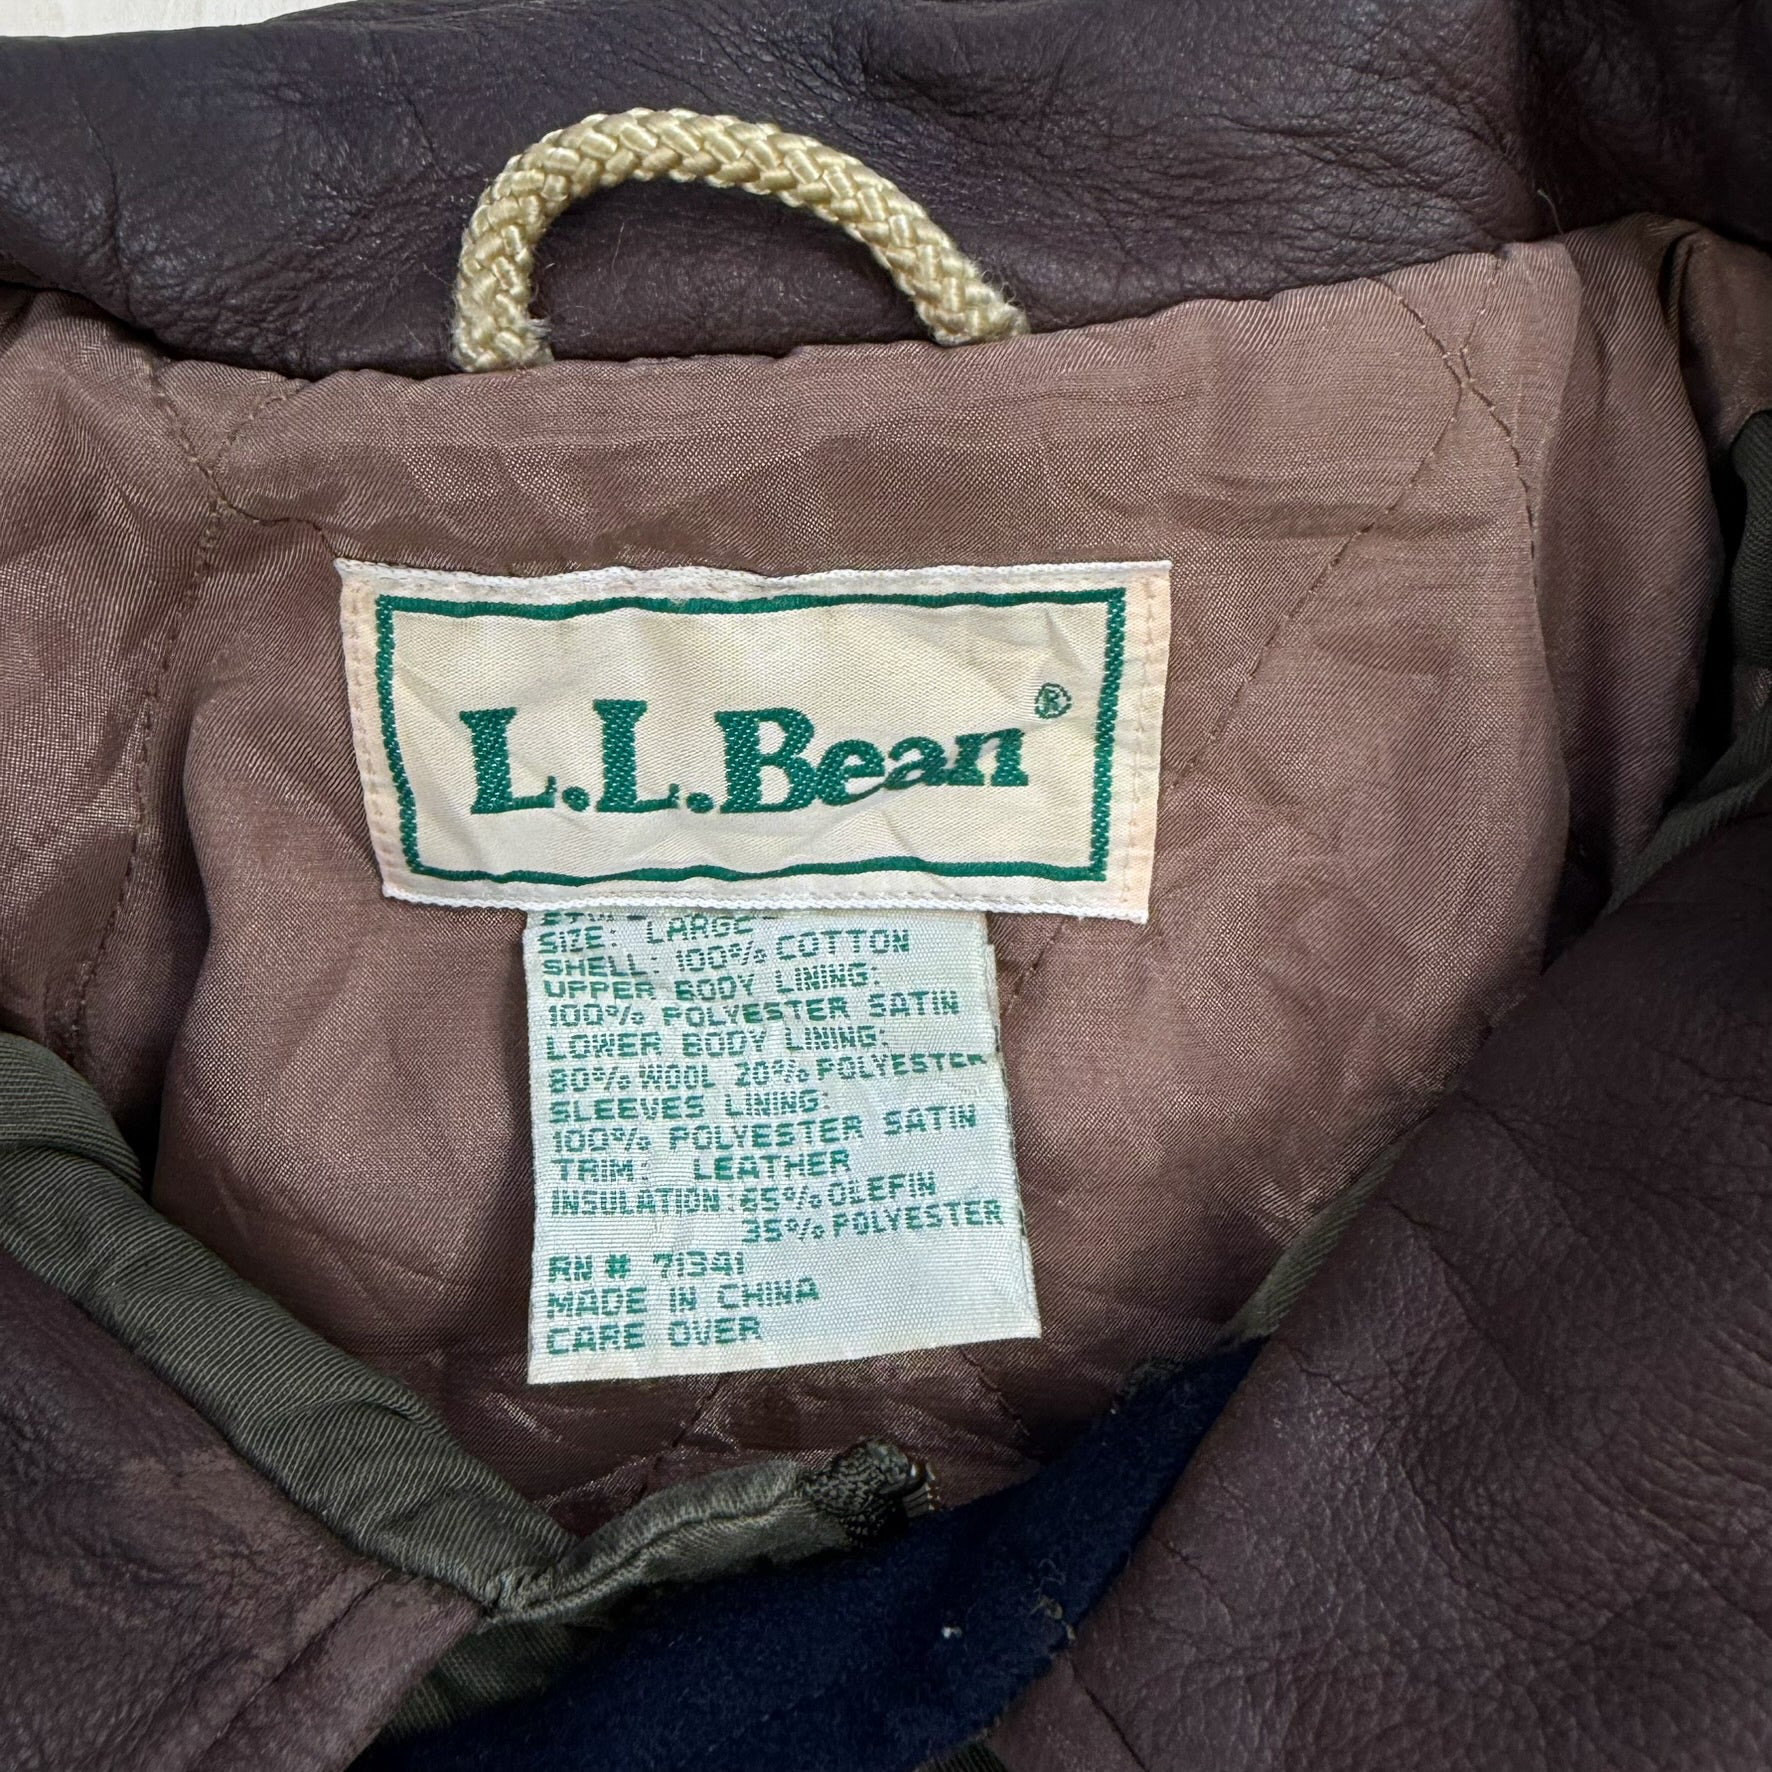 L.L.Bean®
SIZE: LARGE
SHELL: 100% COTTON
UPPER BODY LINING:
100% POLYESTER SATIN
LOWER BODY LINING:
80% WOOL 20% POLYESTER
SLEEVES LINING:
100% POLYESTER SATIN
TRIM: LEATHER
INSULATION: 65% OLEFIN
35% POLYESTER
RN # 71341
MADE IN CHINA
CARE OVER